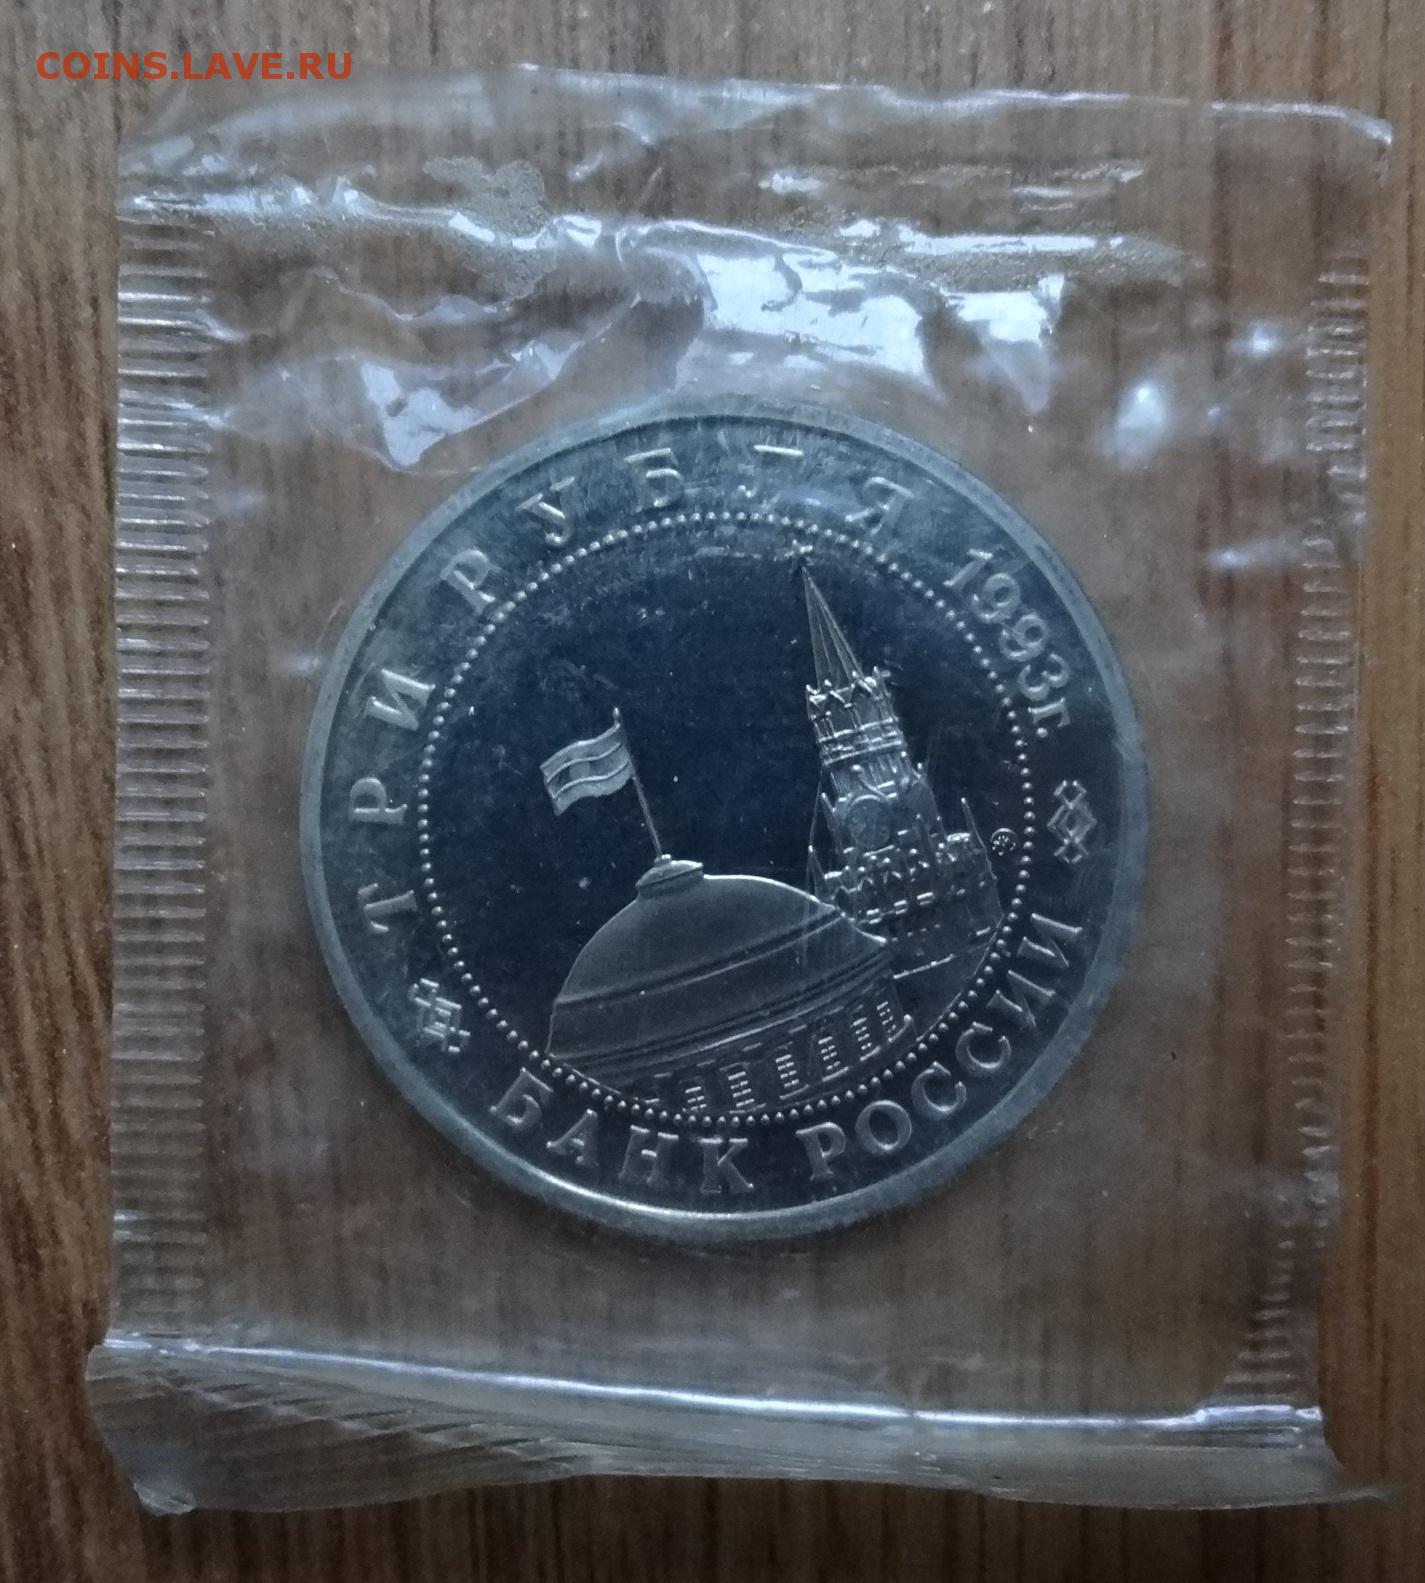 COINS.LAVE.RU
ТРИ РУБЛЯ 1993г.
БАНК РОССИИ